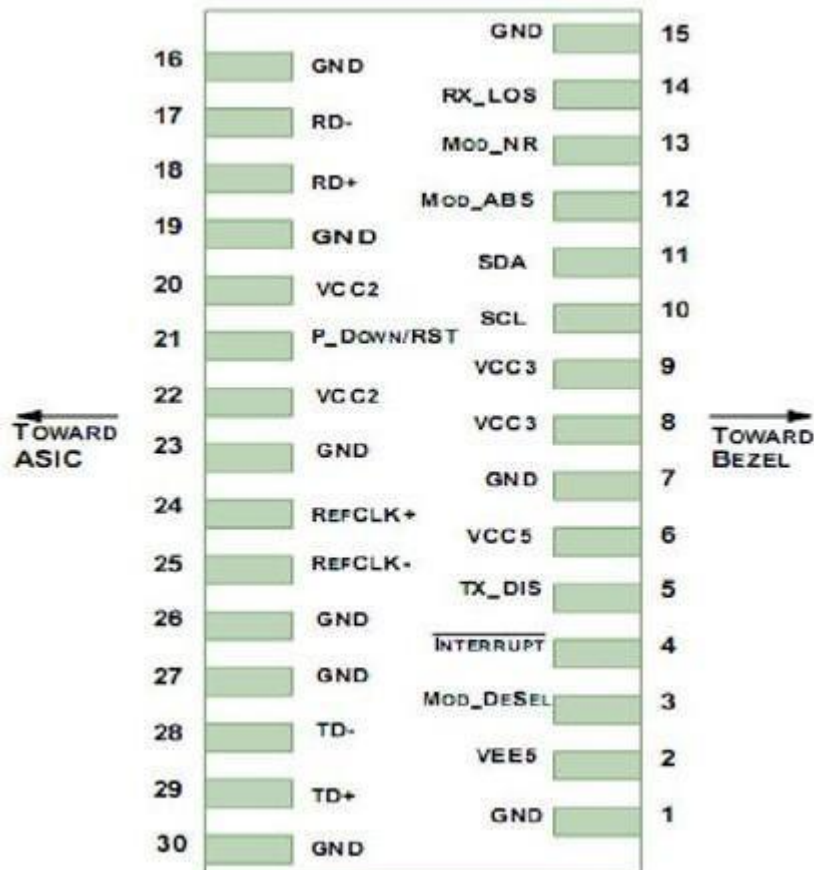 GND 15
16 GND
RX_LOS 14
17 RD-
MOD_NR 13
18 RD+
MOD_ABS 12
19 GND
SDA 11
20 VCC2
SCL 10
21 P_DOWN/RST
VCC3 9
22 VCC2
VCC3 8
TOWARD ASIC
TOWARD BEZEL
23 GND
GND 7
24 REFCLK+
VCC5 6
25 REFCLK-
TX_DIS 5
26 GND
INTERRUPT 4
27 GND
MOD_DESEL 3
28 TD-
VEE5 2
29 TD+
GND 1
30 GND